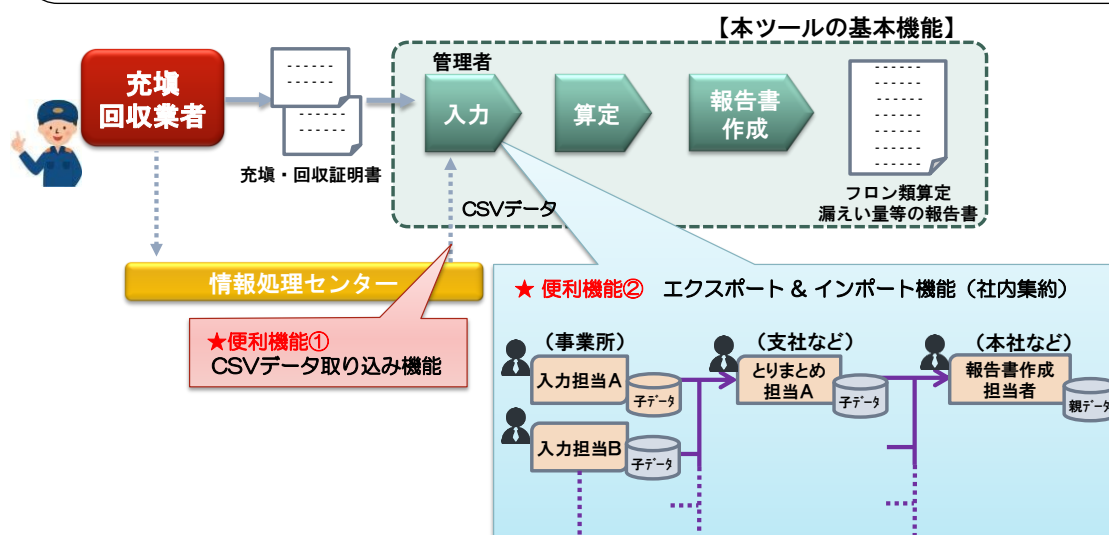 【本ツールの基本機能】
充塡
回収業者
充塡・回収証明書
管理者
入力
算定
報告書
作成
フロン類算定
漏えい量等の報告書
CSVデータ
情報処理センター
★便利機能①
CSVデータ取り込み機能
★ 便利機能② エクスポート & インポート機能（社内集約）
（事業所）
（支社など）
（本社など）
入力担当A
子ﾃﾞｰﾀ
とりまとめ
担当A
子ﾃﾞｰﾀ
報告書作成
担当者
親ﾃﾞｰﾀ
入力担当B
子ﾃﾞｰﾀ